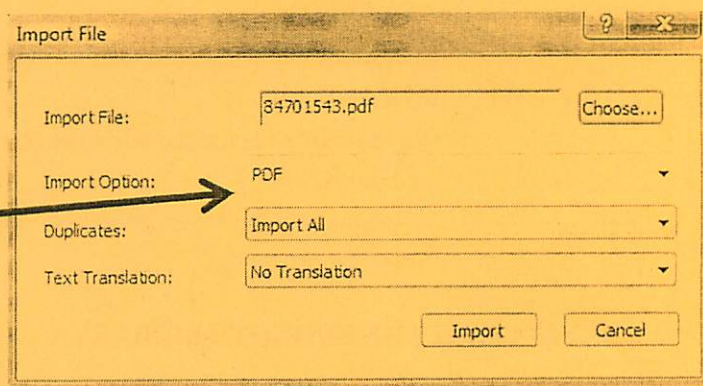 Import File
Import File: 84701543.pdf Choose...
Import Option: PDF
Duplicates: Import All
Text Translation: No Translation
Import Cancel